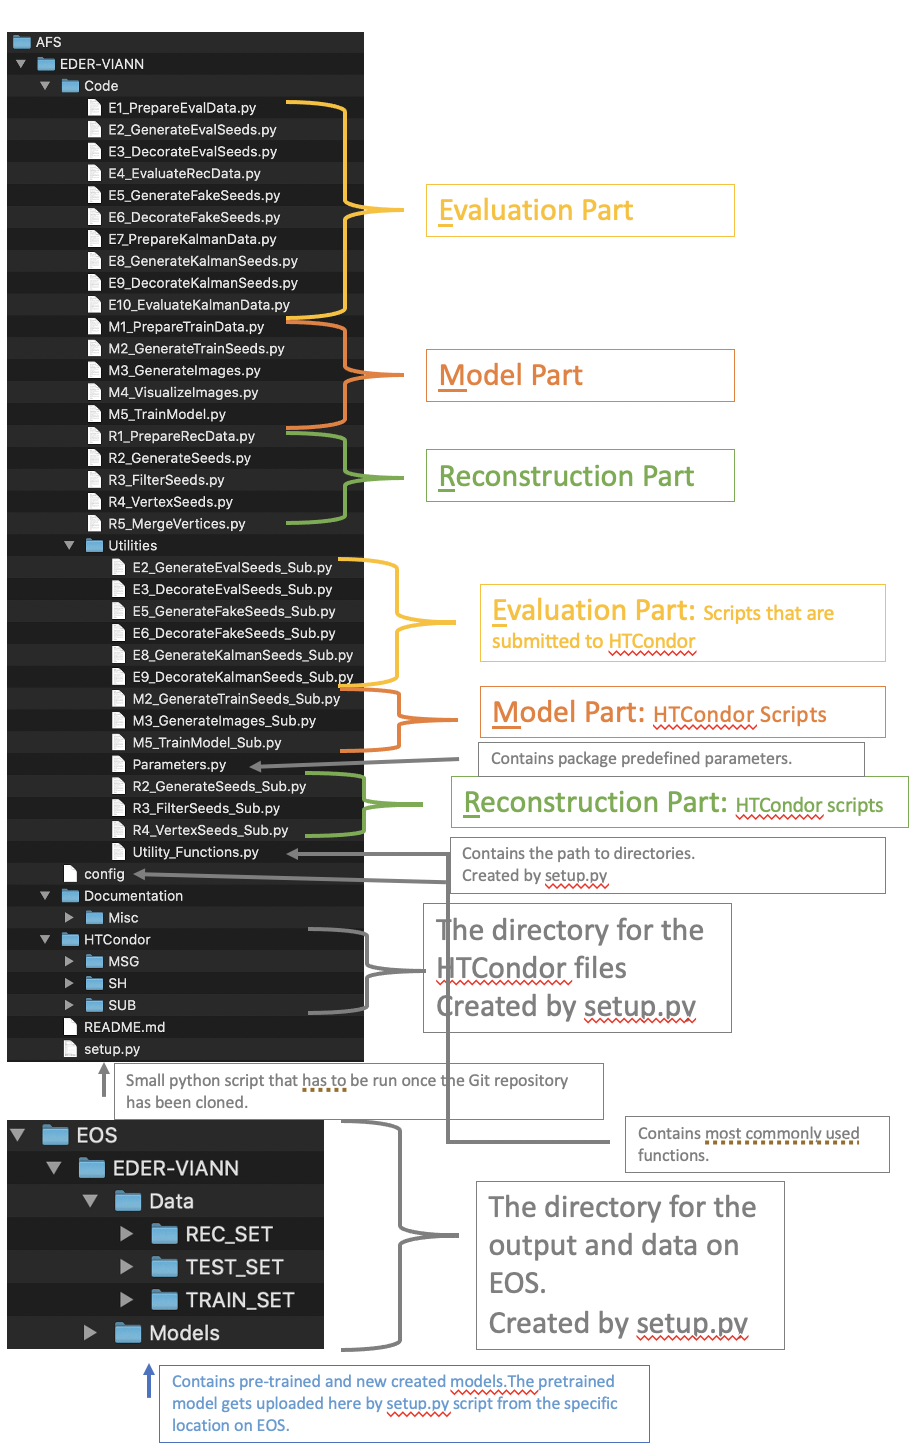 AFS
EDER-VIANN
Code
E1_PrepareEvalData.py
E2_GenerateEvalSeeds.py
E3_DecorateEvalSeeds.py
E4_EvaluateRecData.py
E5_GenerateFakeSeeds.py
E6_DecorateFakeSeeds.py
E7_PrepareKalmanData.py
E8_GenerateKalmanSeeds.py
E9_DecorateKalmanSeeds.py
E10_EvaluateKalmanData.py
Evaluation Part
M1_PrepareTrainData.py
M2_GenerateTrainSeeds.py
M3_GenerateImages.py
M4_VisualizeImages.py
M5_TrainModel.py
Model Part
R1_PrepareRecData.py
R2_GenerateSeeds.py
R3_FilterSeeds.py
R4_VertexSeeds.py
R5_MergeVertices.py
Reconstruction Part
Utilities
E2_GenerateEvalSeeds_Sub.py
E3_DecorateEvalSeeds_Sub.py
E5_GenerateFakeSeeds_Sub.py
E6_DecorateFakeSeeds_Sub.py
E8_GenerateKalmanSeeds_Sub.py
E9_DecorateKalmanSeeds_Sub.py
Evaluation Part: Scripts that are
submitted to HTCondor
M2_GenerateTrainSeeds_Sub.py
M3_GenerateImages_Sub.py
M5_TrainModel_Sub.py
Model Part: HTCondor Scripts
Parameters.py
Contains package predefined parameters.
R2_GenerateSeeds_Sub.py
R3_FilterSeeds_Sub.py
R4_VertexSeeds_Sub.py
Reconstruction Part: HTCondor scripts
Utility_Functions.py
config
Contains the path to directories.
Created by setup.py
Documentation
Misc
HTCondor
MSG
SH
SUB
The directory for the
HTCondor files
Created by setup.py
README.md
setup.py
Small python script that has to be run once the Git repository
has been cloned.
Contains most commonly used
functions.
EOS
EDER-VIANN
Data
REC_SET
TEST_SET
TRAIN_SET
Models
The directory for the
output and data on
EOS.
Created by setup.py
Contains pre-trained and new created models.The pretrained
model gets uploaded here by setup.py script from the specific
location on EOS.